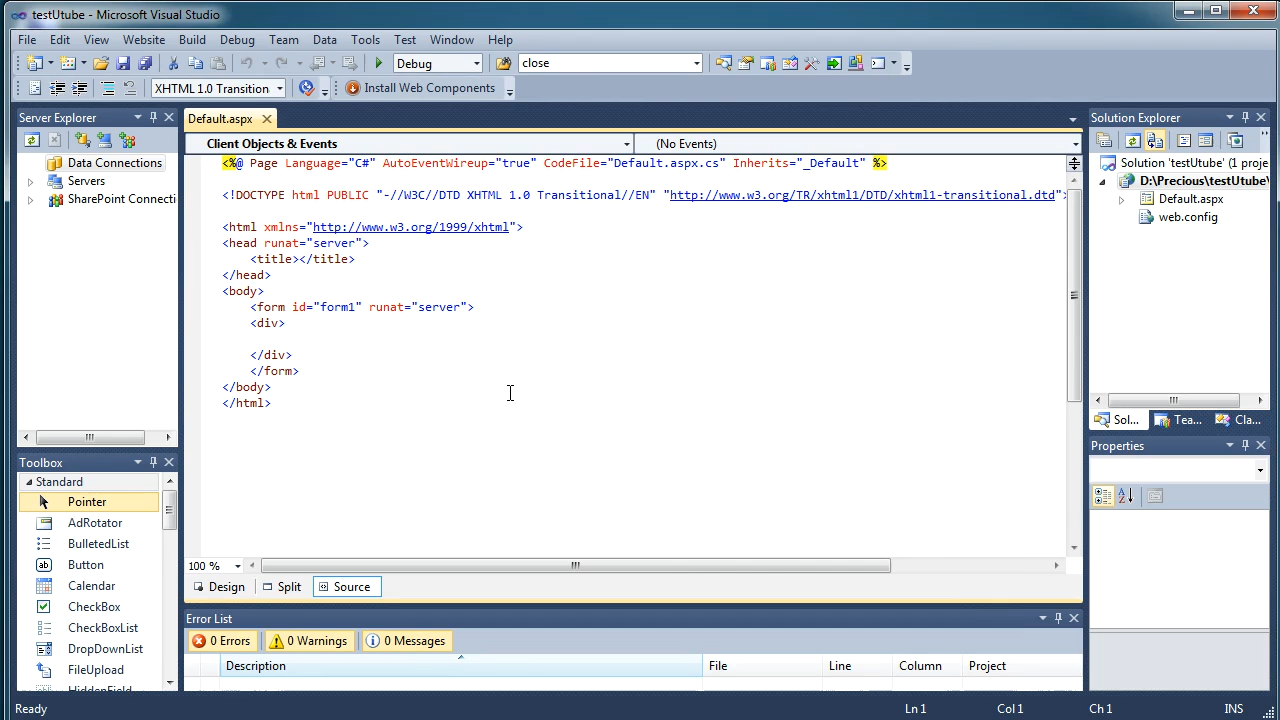 testUtube - Microsoft Visual Studio
File Edit View Website Build Debug Team Data Tools Test Window Help
Debug close
XHTML 1.0 Transition Install Web Components
Server Explorer
Data Connections
Servers
SharePoint Connecti
Toolbox
Standard
Pointer
AdRotator
BulletedList
Button
Calendar
CheckBox
CheckBoxList
DropDownList
FileUpload
HiddenField
Default.aspx
Client Objects & Events (No Events)
<%@ Page Language="C#" AutoEventWireup="true" CodeFile="Default.aspx.cs" Inherits="_Default" %>
<!DOCTYPE html PUBLIC "-//W3C//DTD XHTML 1.0 Transitional//EN" "http://www.w3.org/TR/xhtml1/DTD/xhtml1-transitional.dtd">
<html xmlns="http://www.w3.org/1999/xhtml">
<head runat="server">
<title></title>
</head>
<body>
<form id="form1" runat="server">
<div>
</div>
</form>
</body>
</html>
100 %
Design Split Source
Error List
0 Errors 0 Warnings 0 Messages
Description File Line Column Project
Solution Explorer
Solution 'testUtube' (1 proje
D:\Precious\testUtube\
Default.aspx
web.config
Sol... Tea... Cla...
Properties
Ready Ln 1 Col 1 Ch 1 INS